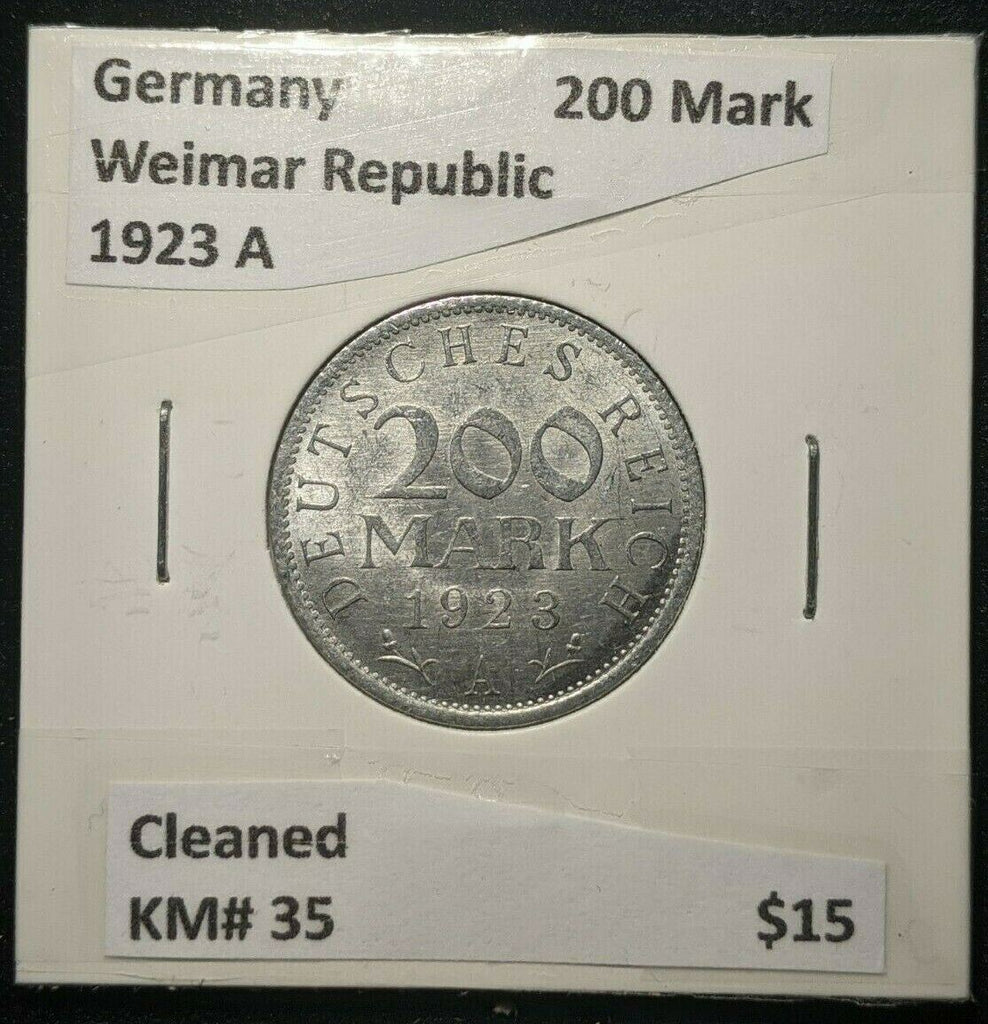 Germany 200 Mark
Weimar Republic
1923 A
DEUTSCHES REICH
200
MARK
1923
A
Cleaned
KM# 35 $15